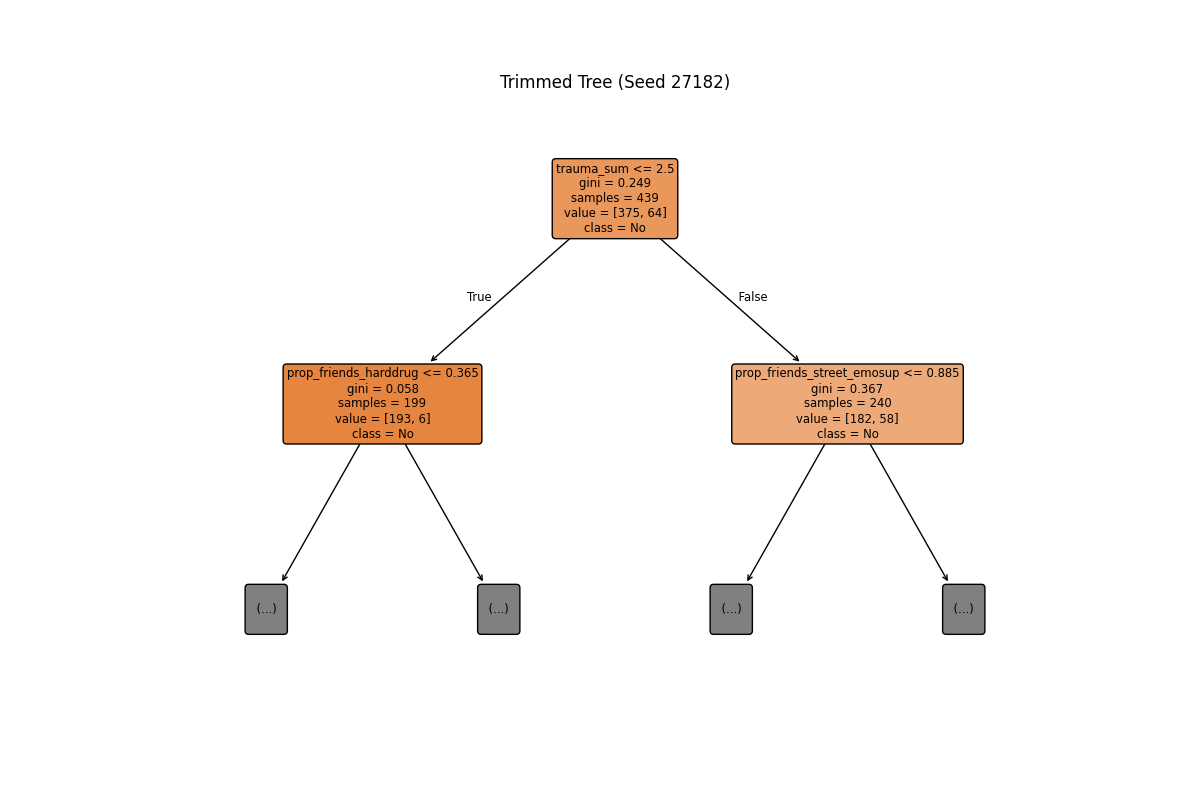 Trimmed Tree (Seed 27182)
trauma_sum <= 2.5
gini = 0.249
samples = 439
value = [375, 64]
class = No
True
False
prop_friends_harddrug <= 0.365
gini = 0.058
samples = 199
value = [193, 6]
class = No
prop_friends_street_emosup <= 0.885
gini = 0.367
samples = 240
value = [182, 58]
class = No
(...)
(...)
(...)
(...)